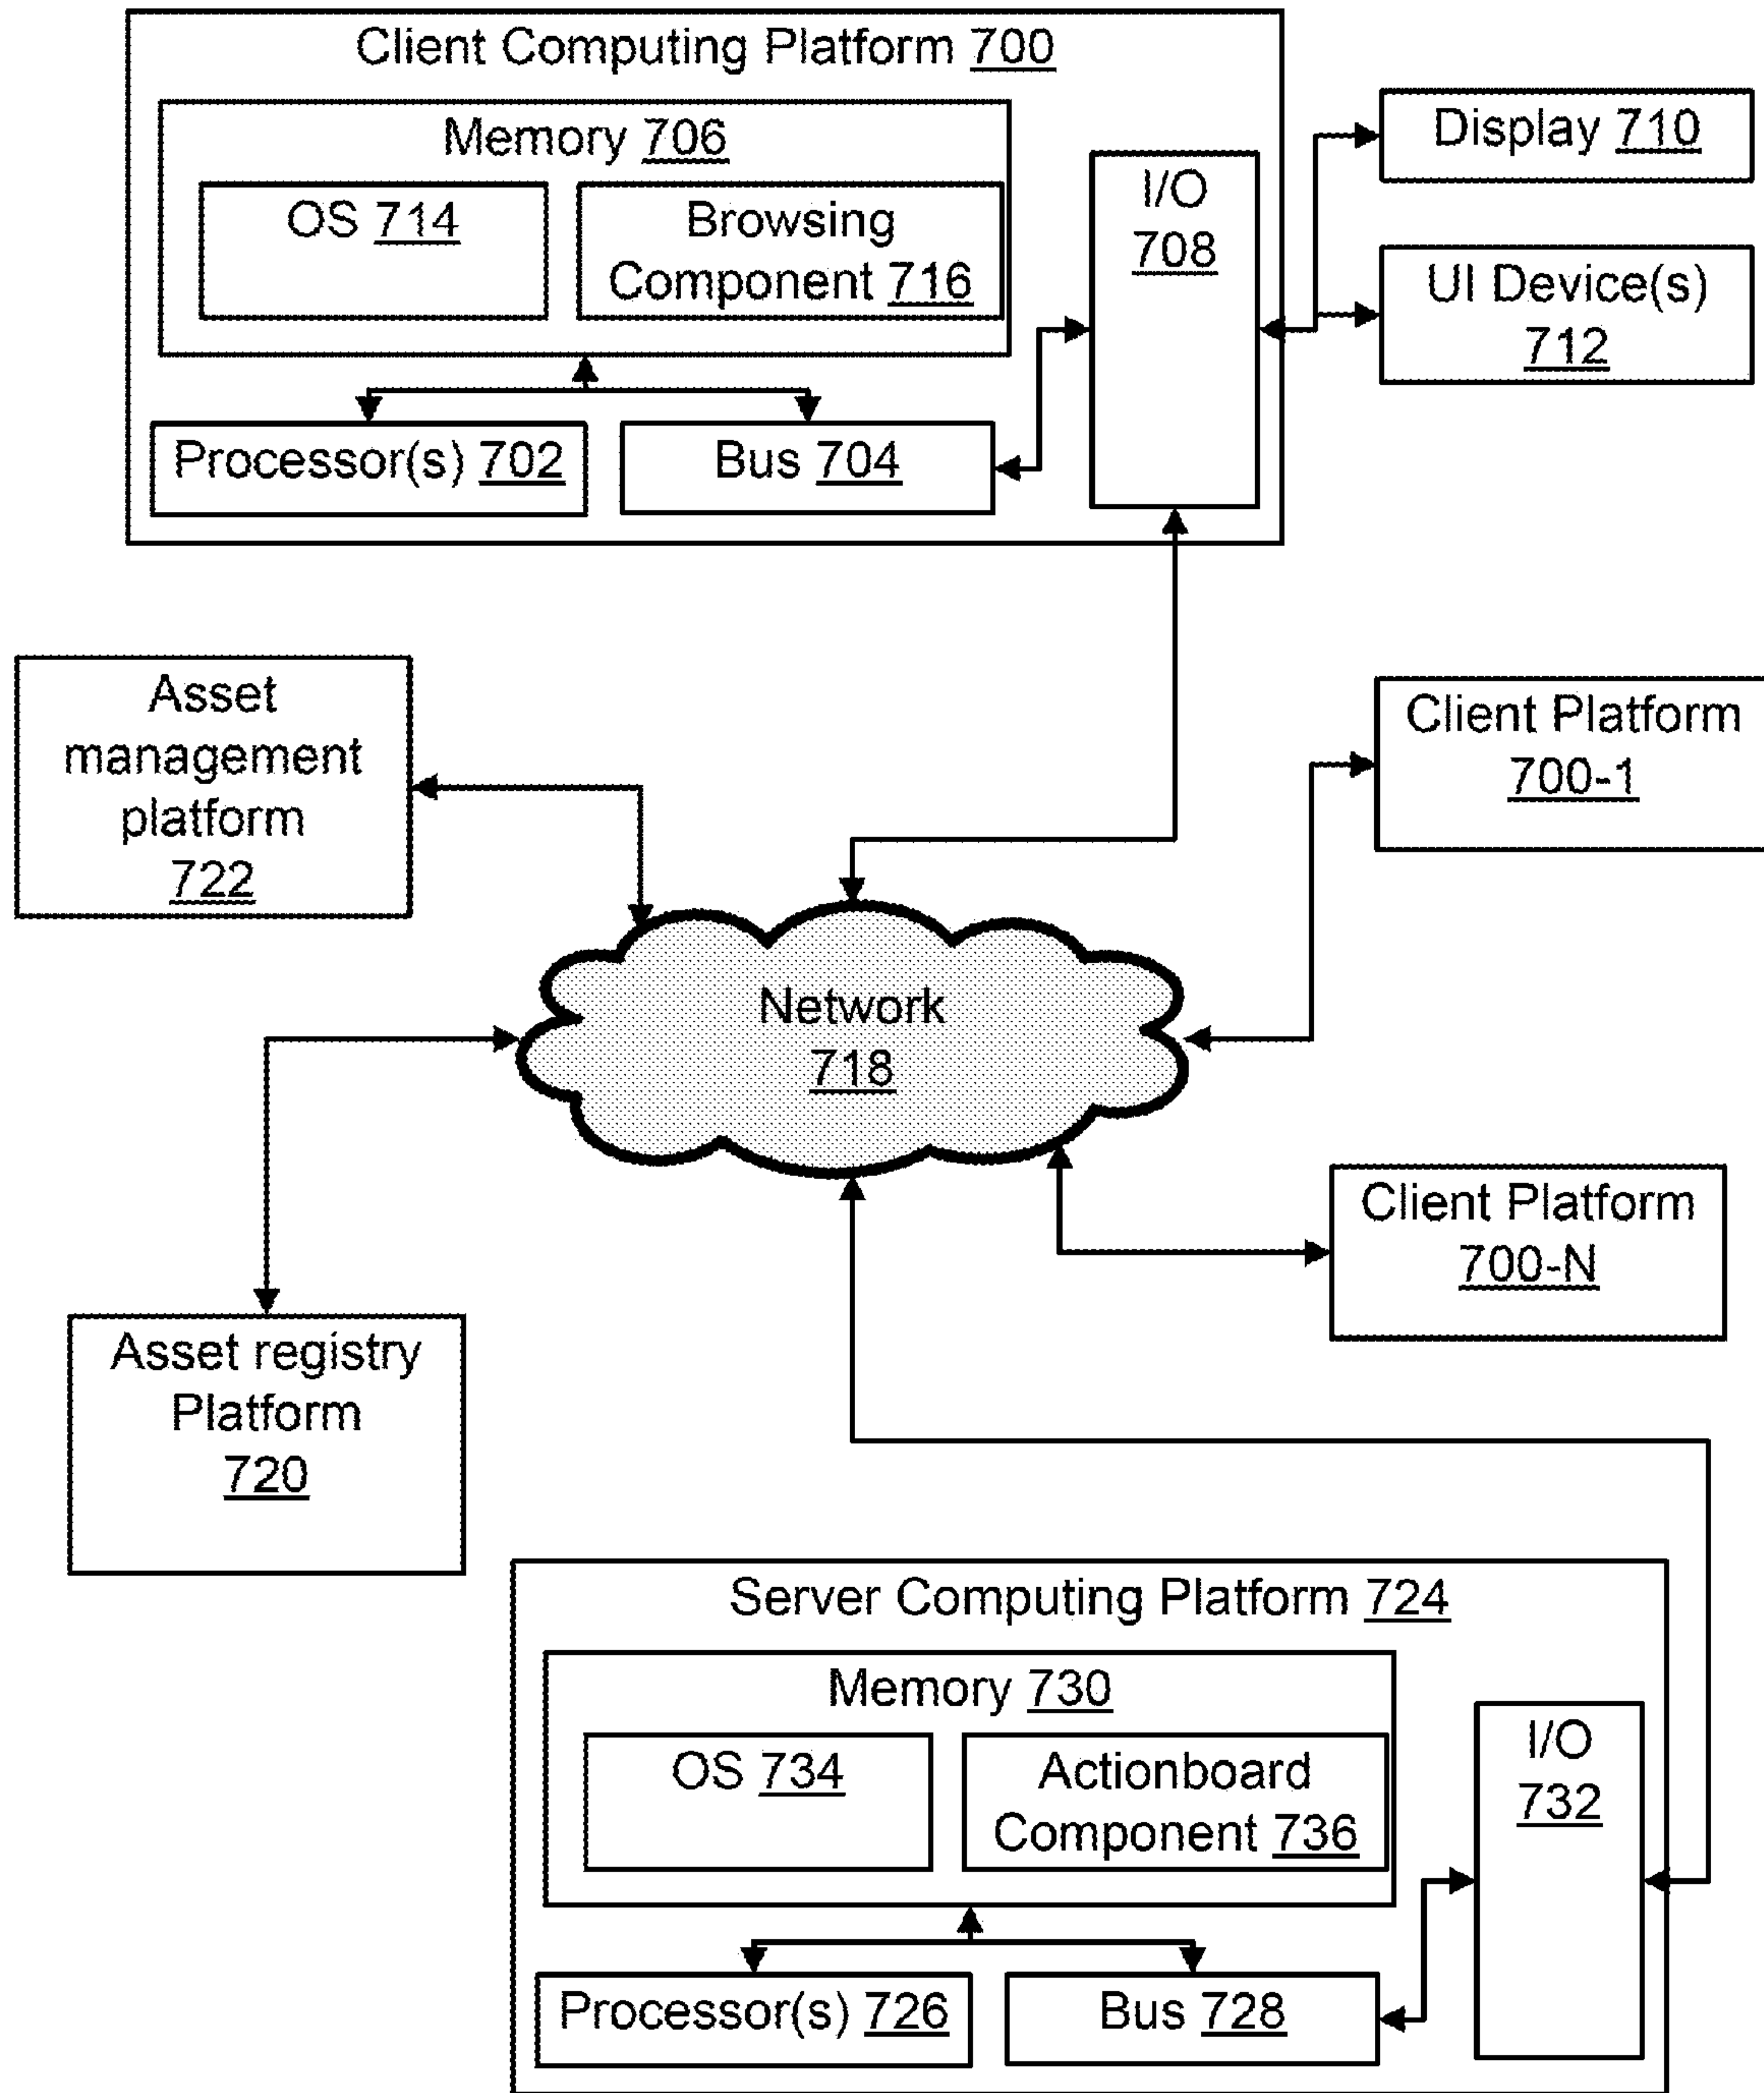 Client Computing Platform 700
Memory 706
OS 714
Browsing
Component 716
I/O
708
Display 710
UI Device(s)
712
Processor(s) 702
Bus 704
Asset
management
platform
722
Client Platform
700-1
Network
718
Client Platform
700-N
Asset registry
Platform
720
Server Computing Platform 724
Memory 730
OS 734
Actionboard
Component 736
I/O
732
Processor(s) 726
Bus 728